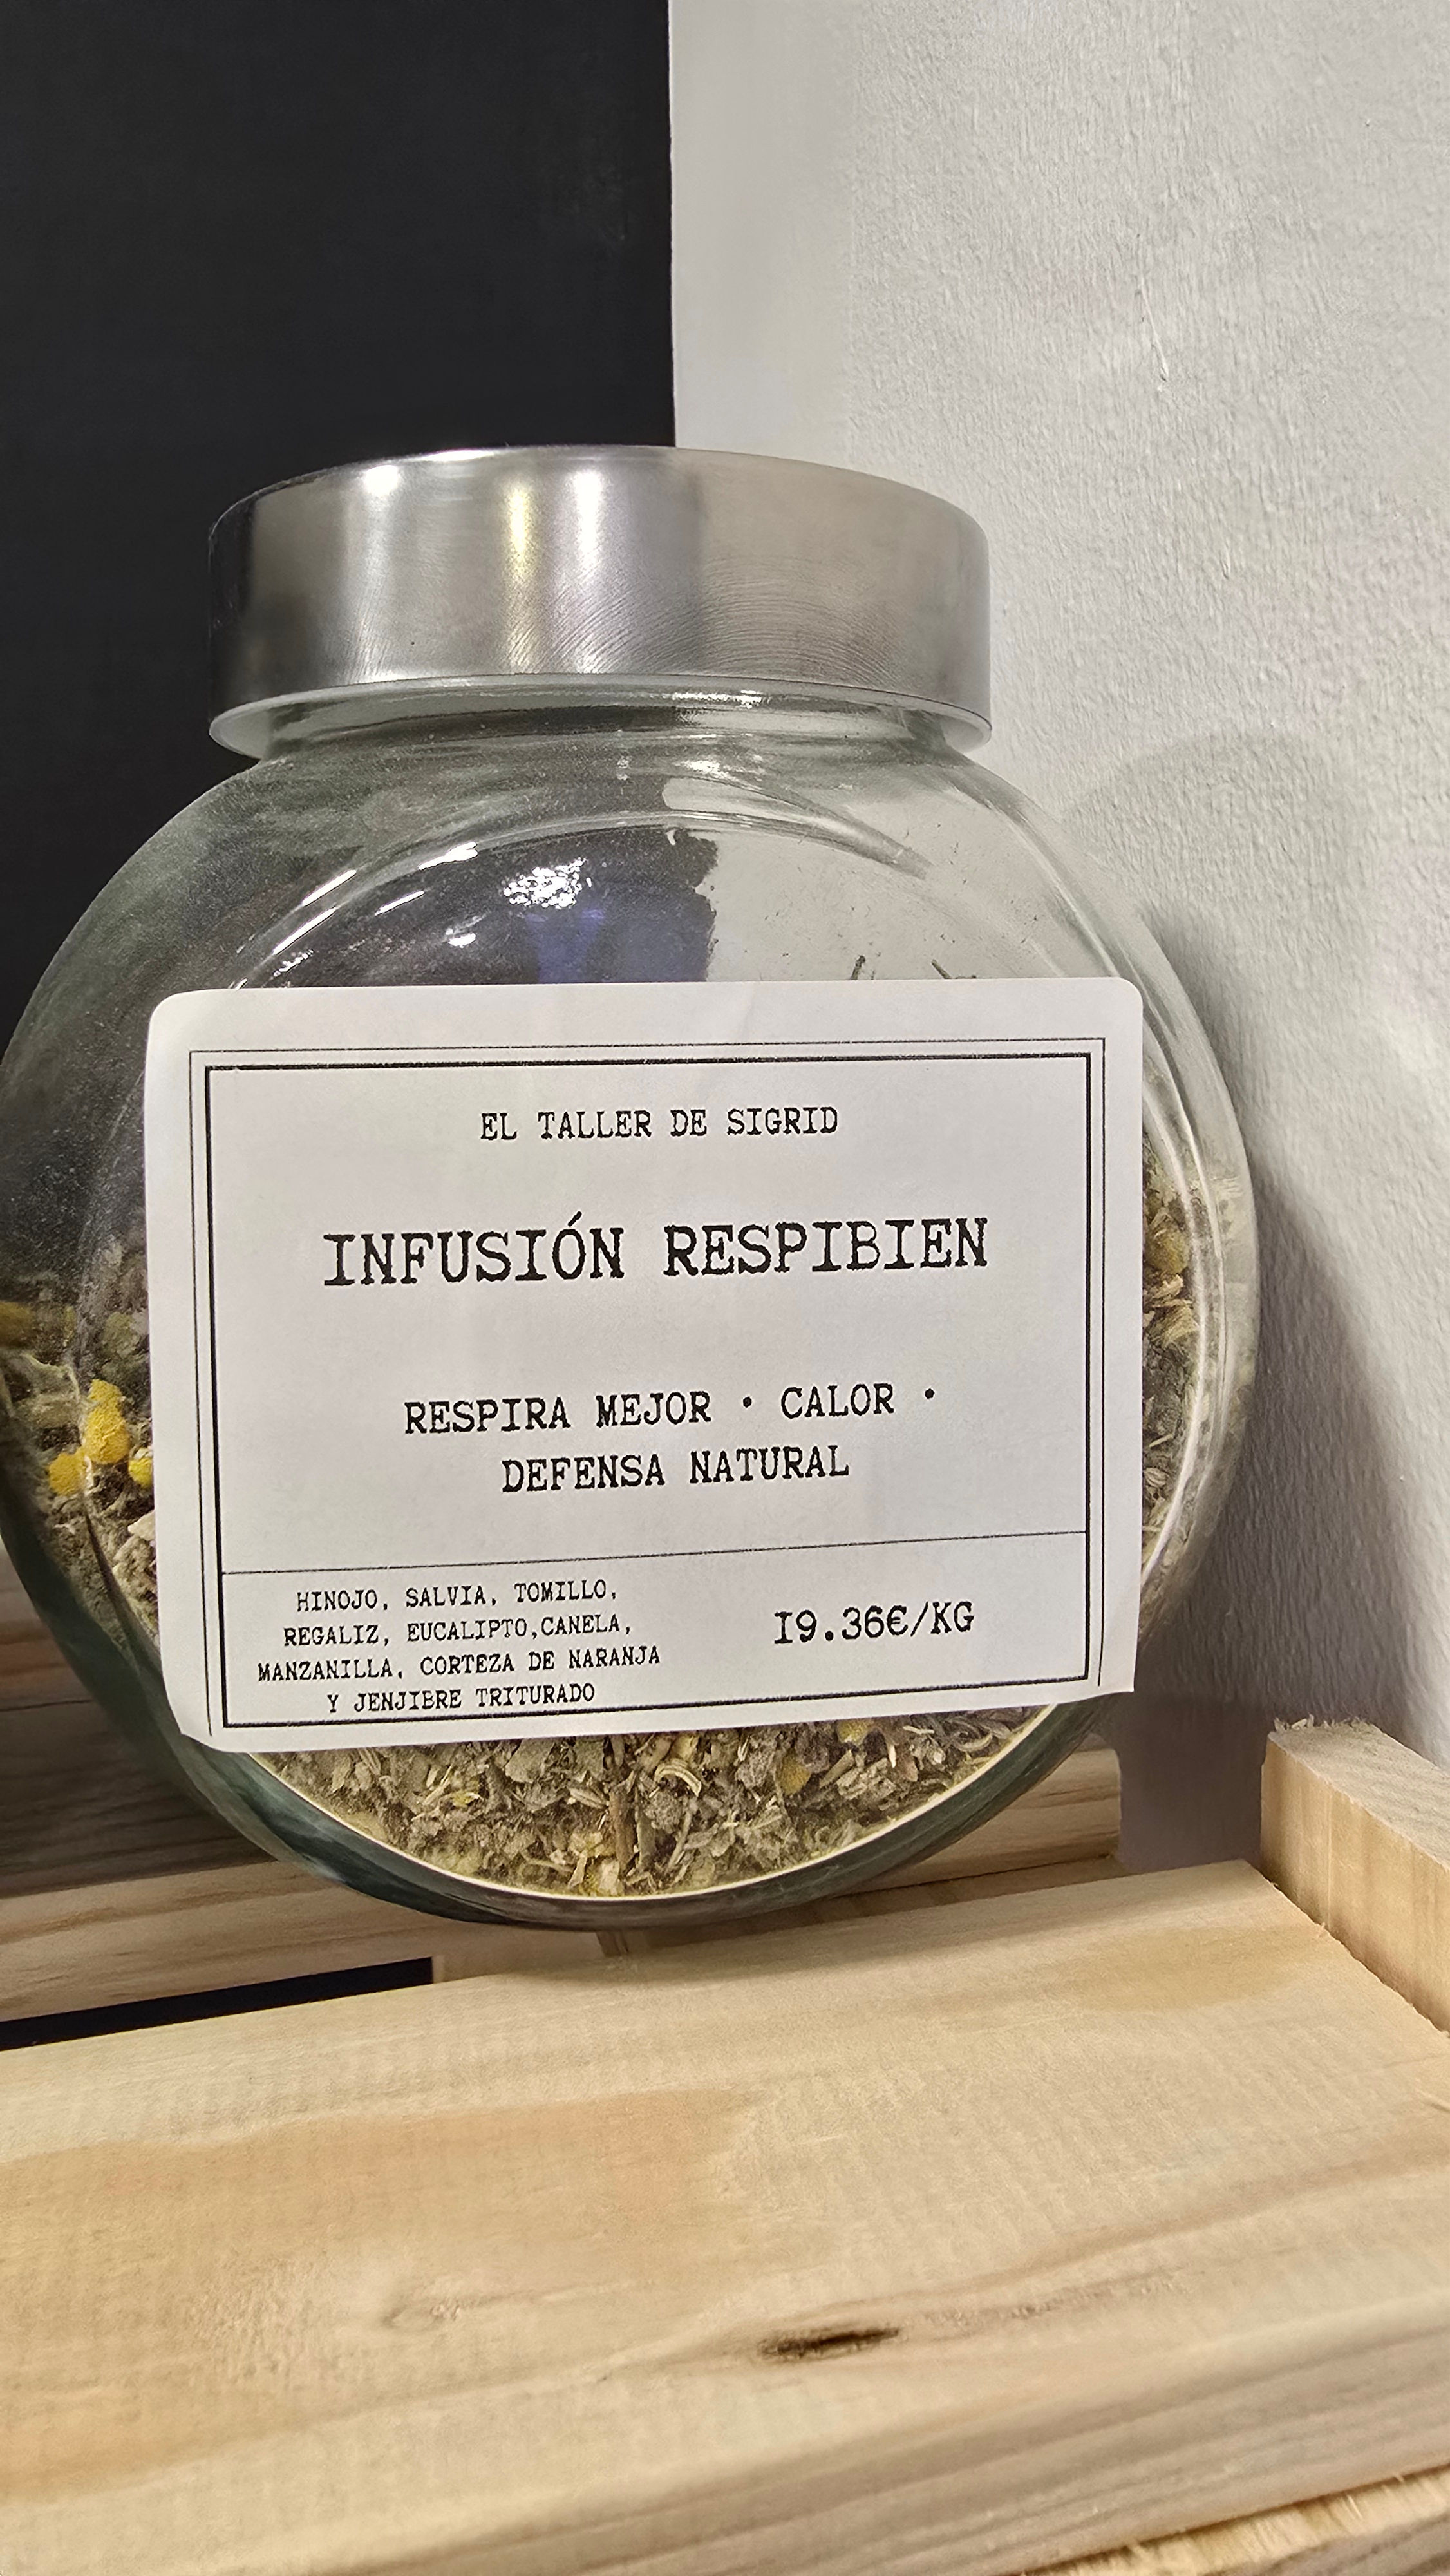 EL TALLER DE SIGRID
INFUSIÓN RESPIBIEN
RESPIRA MEJOR · CALOR ·
DEFENSA NATURAL
HINOJO, SALVIA, TOMILLO,
REGALIZ, EUCALIPTO,CANELA,
MANZANILLA, CORTEZA DE NARANJA
Y JENJIBRE TRITURADO
19.36€/KG